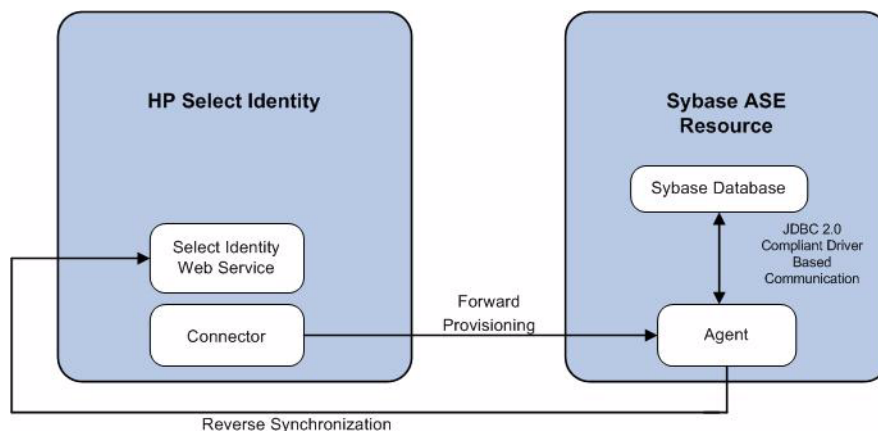 HP Select Identity
Sybase ASE
Resource
Sybase Database
JDBC 2.0
Compliant Driver
Based
Communication
Select Identity
Web Service
Forward
Provisioning
Connector
Agent
Reverse Synchronization